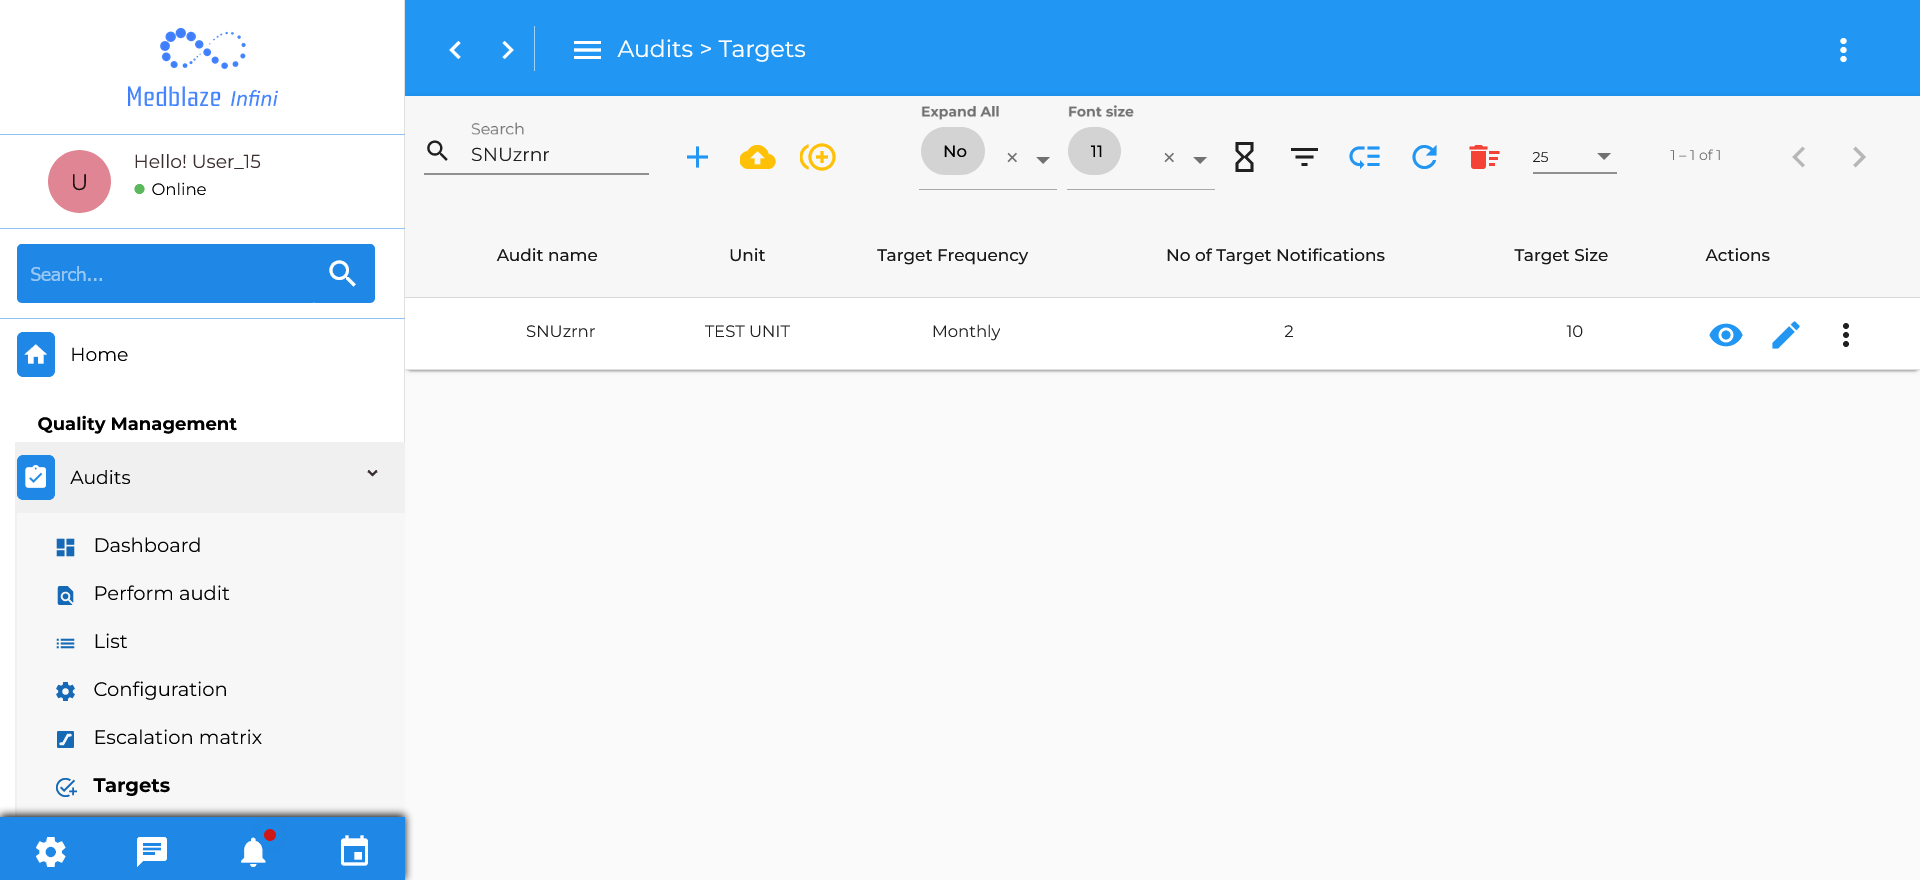 Medblaze Infini
Hello! User_15
Online
U
Search...
Home
Quality Management
Audits
Dashboard
Perform audit
List
Configuration
Escalation matrix
Targets
Audits > Targets
Search
SNUzrnr
Expand All
No
×
Font size
11
×
25
1 – 1 of 1
Audit name Unit Target Frequency No of Target Notifications Target Size Actions
SNUzrnr TEST UNIT Monthly 2 10